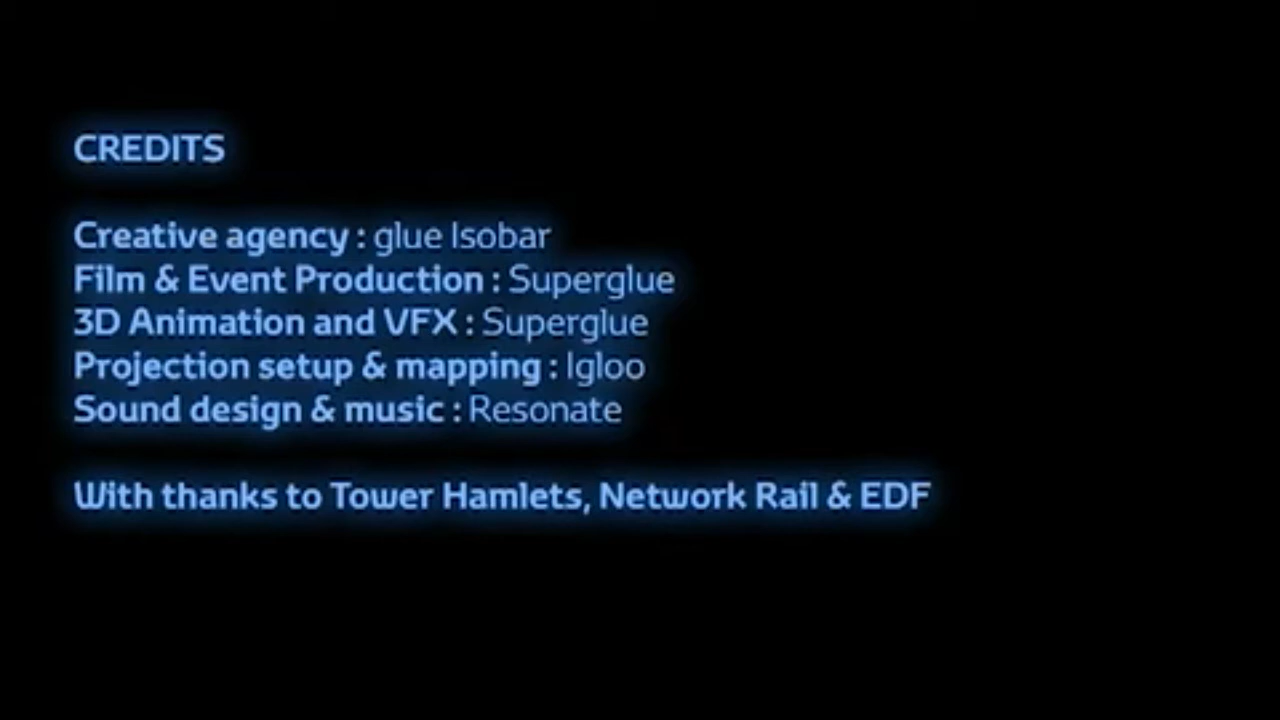 CREDITS
Creative agency : glue Isobar
Film & Event Production : Superglue
3D Animation and VFX : Superglue
Projection setup & mapping : Igloo
Sound design & music : Resonate
With thanks to Tower Hamlets, Network Rail & EDF